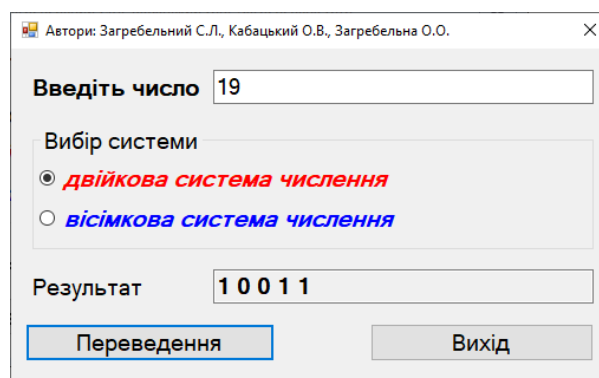 Автори: Загребельний С.Л., Кабацький О.В., Загребельна О.О.
Введіть число 19
Вибір системи
двійкова система числення
вісімкова система числення
Результат 1 0 0 1 1
Переведення Вихід